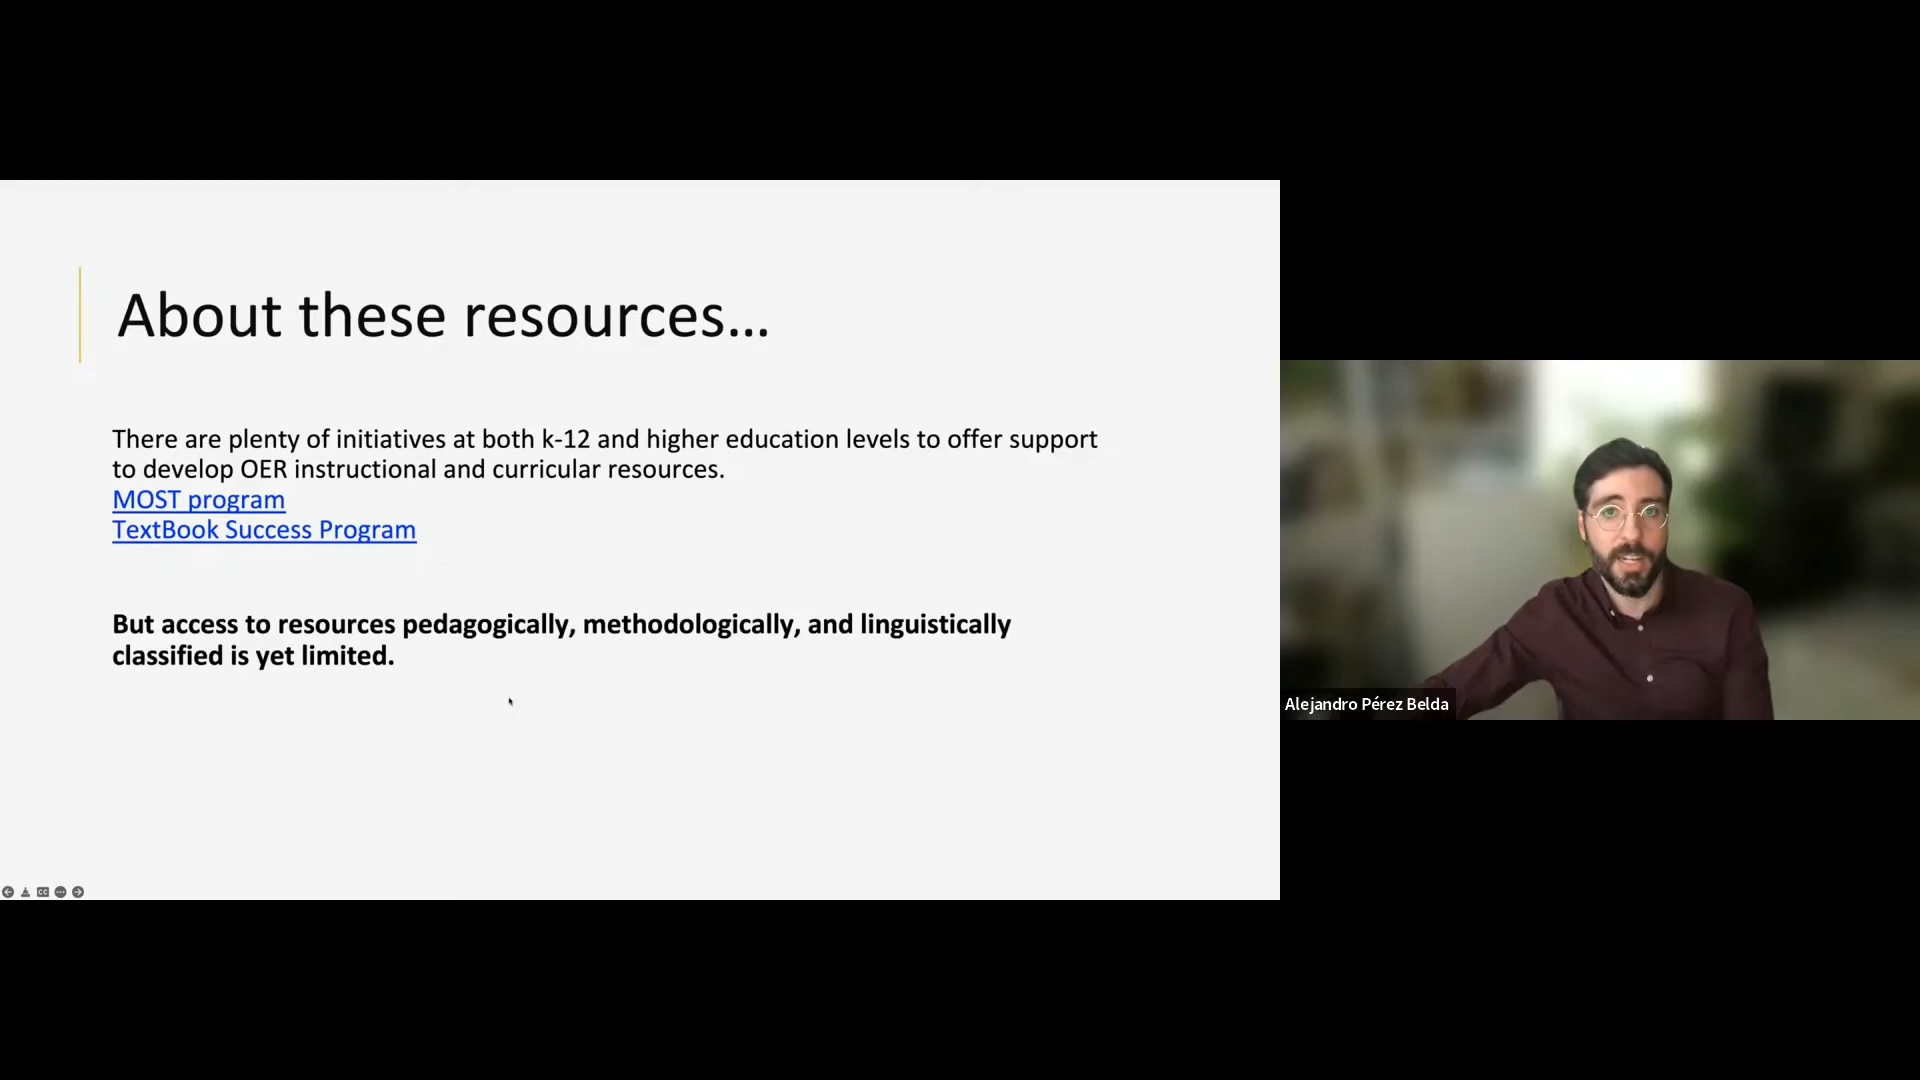 About these resources...
There are plenty of initiatives at both k-12 and higher education levels to offer support
to develop OER instructional and curricular resources.
MOST program
TextBook Success Program
But access to resources pedagogically, methodologically, and linguistically
classified is yet limited.
Alejandro Pérez Belda